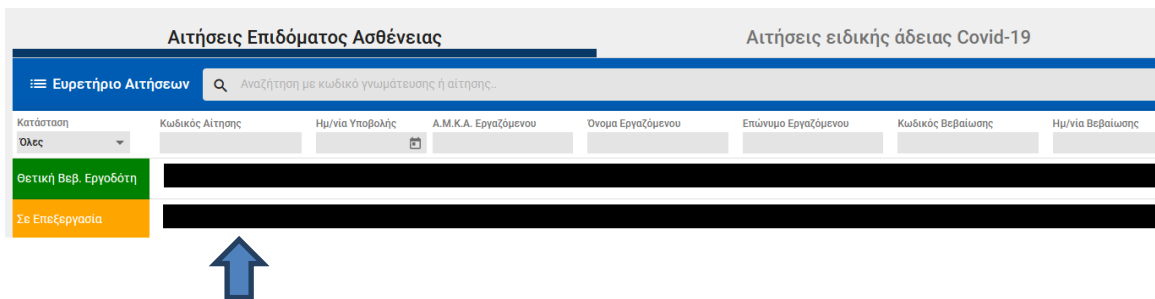 Αιτήσεις Επιδόματος Ασθένειας Αιτήσεις ειδικής άδειας Covid-19
Ευρετήριο Αιτήσεων Αναζήτηση με κωδικό γνωμάτευσης ή αίτησης..
Κατάσταση Κωδικός Αίτησης Ημ/νία Υποβολής Α.Μ.Κ.Α. Εργαζόμενου Όνομα Εργαζόμενου Επώνυμο Εργαζόμενου Κωδικός Βεβαίωσης Ημ/νία Βεβαίωσης
Όλες
Θετική Βεβ. Εργοδότη
Σε Επεξεργασία